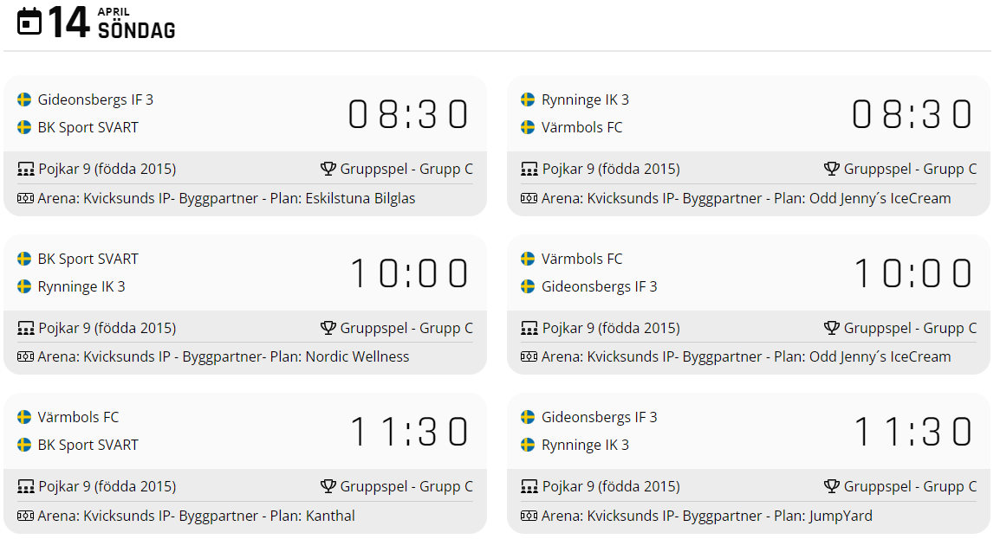 14
APRIL
SÖNDAG
Gideonsbergs IF 3
BK Sport SVART
08:30
Pojkar 9 (födda 2015)
Gruppspel - Grupp C
Arena: Kvicksunds IP- Byggpartner - Plan: Eskilstuna Bilglas
Rynninge IK 3
Värmbols FC
08:30
Pojkar 9 (födda 2015)
Gruppspel - Grupp C
Arena: Kvicksunds IP- Byggpartner - Plan: Odd Jenny´s IceCream
BK Sport SVART
Rynninge IK 3
10:00
Pojkar 9 (födda 2015)
Gruppspel - Grupp C
Arena: Kvicksunds IP - Byggpartner- Plan: Nordic Wellness
Värmbols FC
Gideonsbergs IF 3
10:00
Pojkar 9 (födda 2015)
Gruppspel - Grupp C
Arena: Kvicksunds IP- Byggpartner - Plan: Odd Jenny´s IceCream
Värmbols FC
BK Sport SVART
11:30
Pojkar 9 (födda 2015)
Gruppspel - Grupp C
Arena: Kvicksunds IP- Byggpartner - Plan: Kanthal
Gideonsbergs IF 3
Rynninge IK 3
11:30
Pojkar 9 (födda 2015)
Gruppspel - Grupp C
Arena: Kvicksunds IP- Byggpartner - Plan: JumpYard